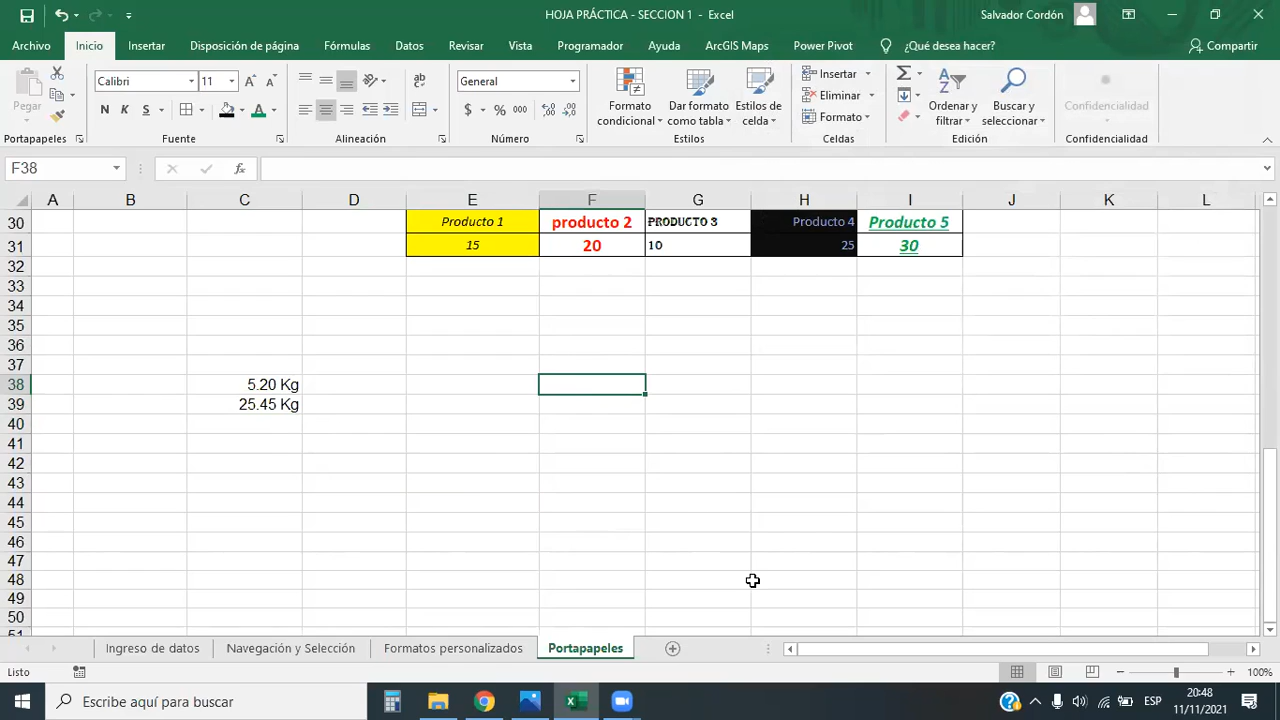 HOJA PRÁCTICA - SECCION 1 - Excel
Salvador Cordón
Archivo Inicio Insertar Disposición de página Fórmulas Datos Revisar Vista Programador Ayuda ArcGIS Maps Power Pivot ¿Qué desea hacer? Compartir
Pegar
Calibri 11
N K S
ab
General
$ % 000
Formato condicional
Dar formato como tabla
Estilos de celda
Insertar
Eliminar
Formato
Ordenar y filtrar
Buscar y seleccionar
Confidencialidad
Portapapeles Fuente Alineación Número Estilos Celdas Edición Confidencialidad
F38 fx
A B C D E F G H I J K L
30 Producto 1 producto 2 PRODUCTO 3 Producto 4 Producto 5
31 15 20 10 25 30
32
33
34
35
36
37
38 5.20 Kg
39 25.45 Kg
40
41
42
43
44
45
46
47
48
49
50
51
Ingreso de datos Navegación y Selección Formatos personalizados Portapapeles
Listo 100%
Escribe aquí para buscar
ESP
20:48
11/11/2021